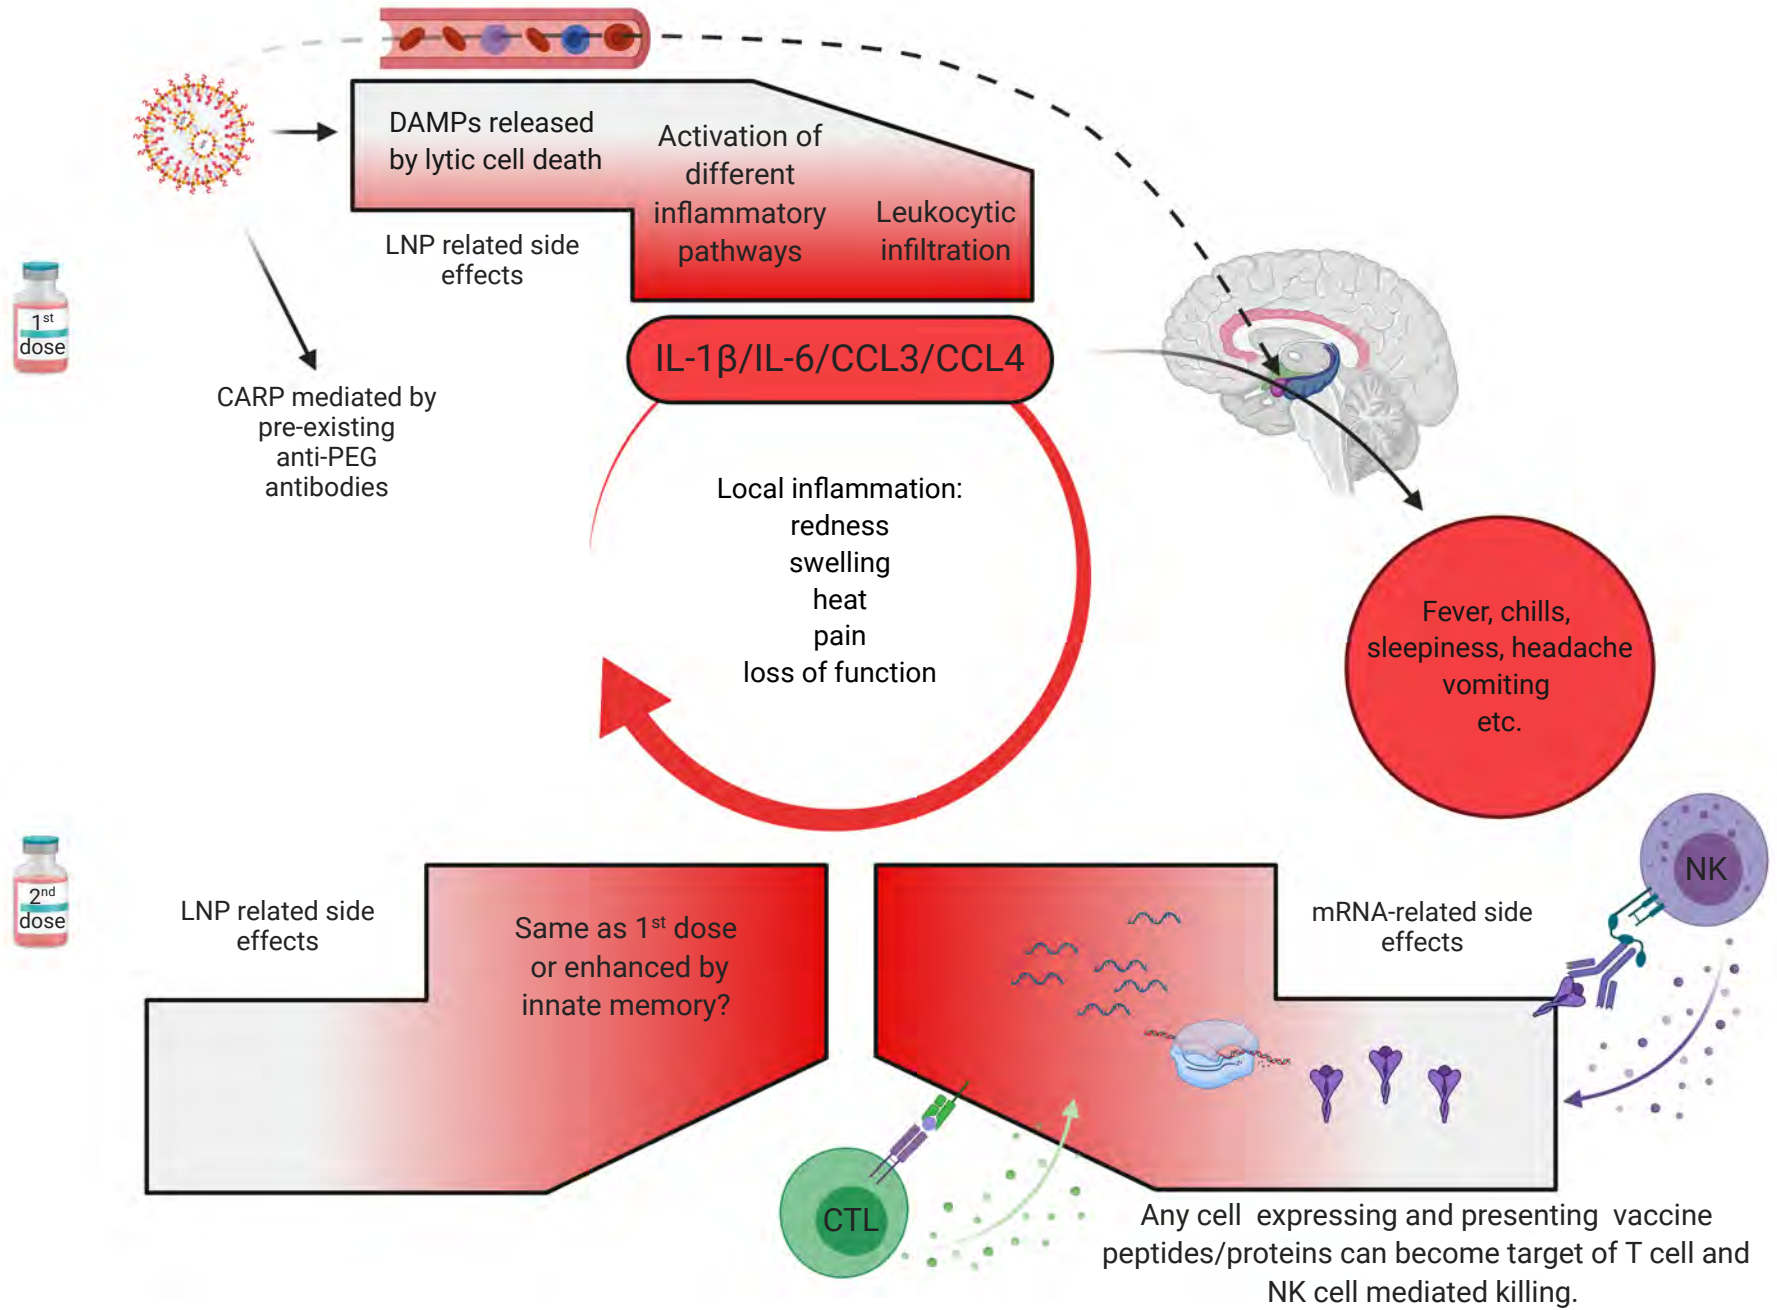 DAMPs released
by lytic cell death
Activation of
different
inflammatory
pathways
Leukocytic
infiltration
LNP related side
effects
1st
dose
IL-1β/IL-6/CCL3/CCL4
CARP mediated by
pre-existing
anti-PEG
antibodies
Local inflammation:
redness
swelling
heat
pain
loss of function
Fever, chills,
sleepiness, headache
vomiting
etc.
2nd
dose
LNP related side
effects
Same as 1st dose
or enhanced by
innate memory?
mRNA-related side
effects
NK
CTL
Any cell expressing and presenting vaccine
peptides/proteins can become target of T cell and
NK cell mediated killing.